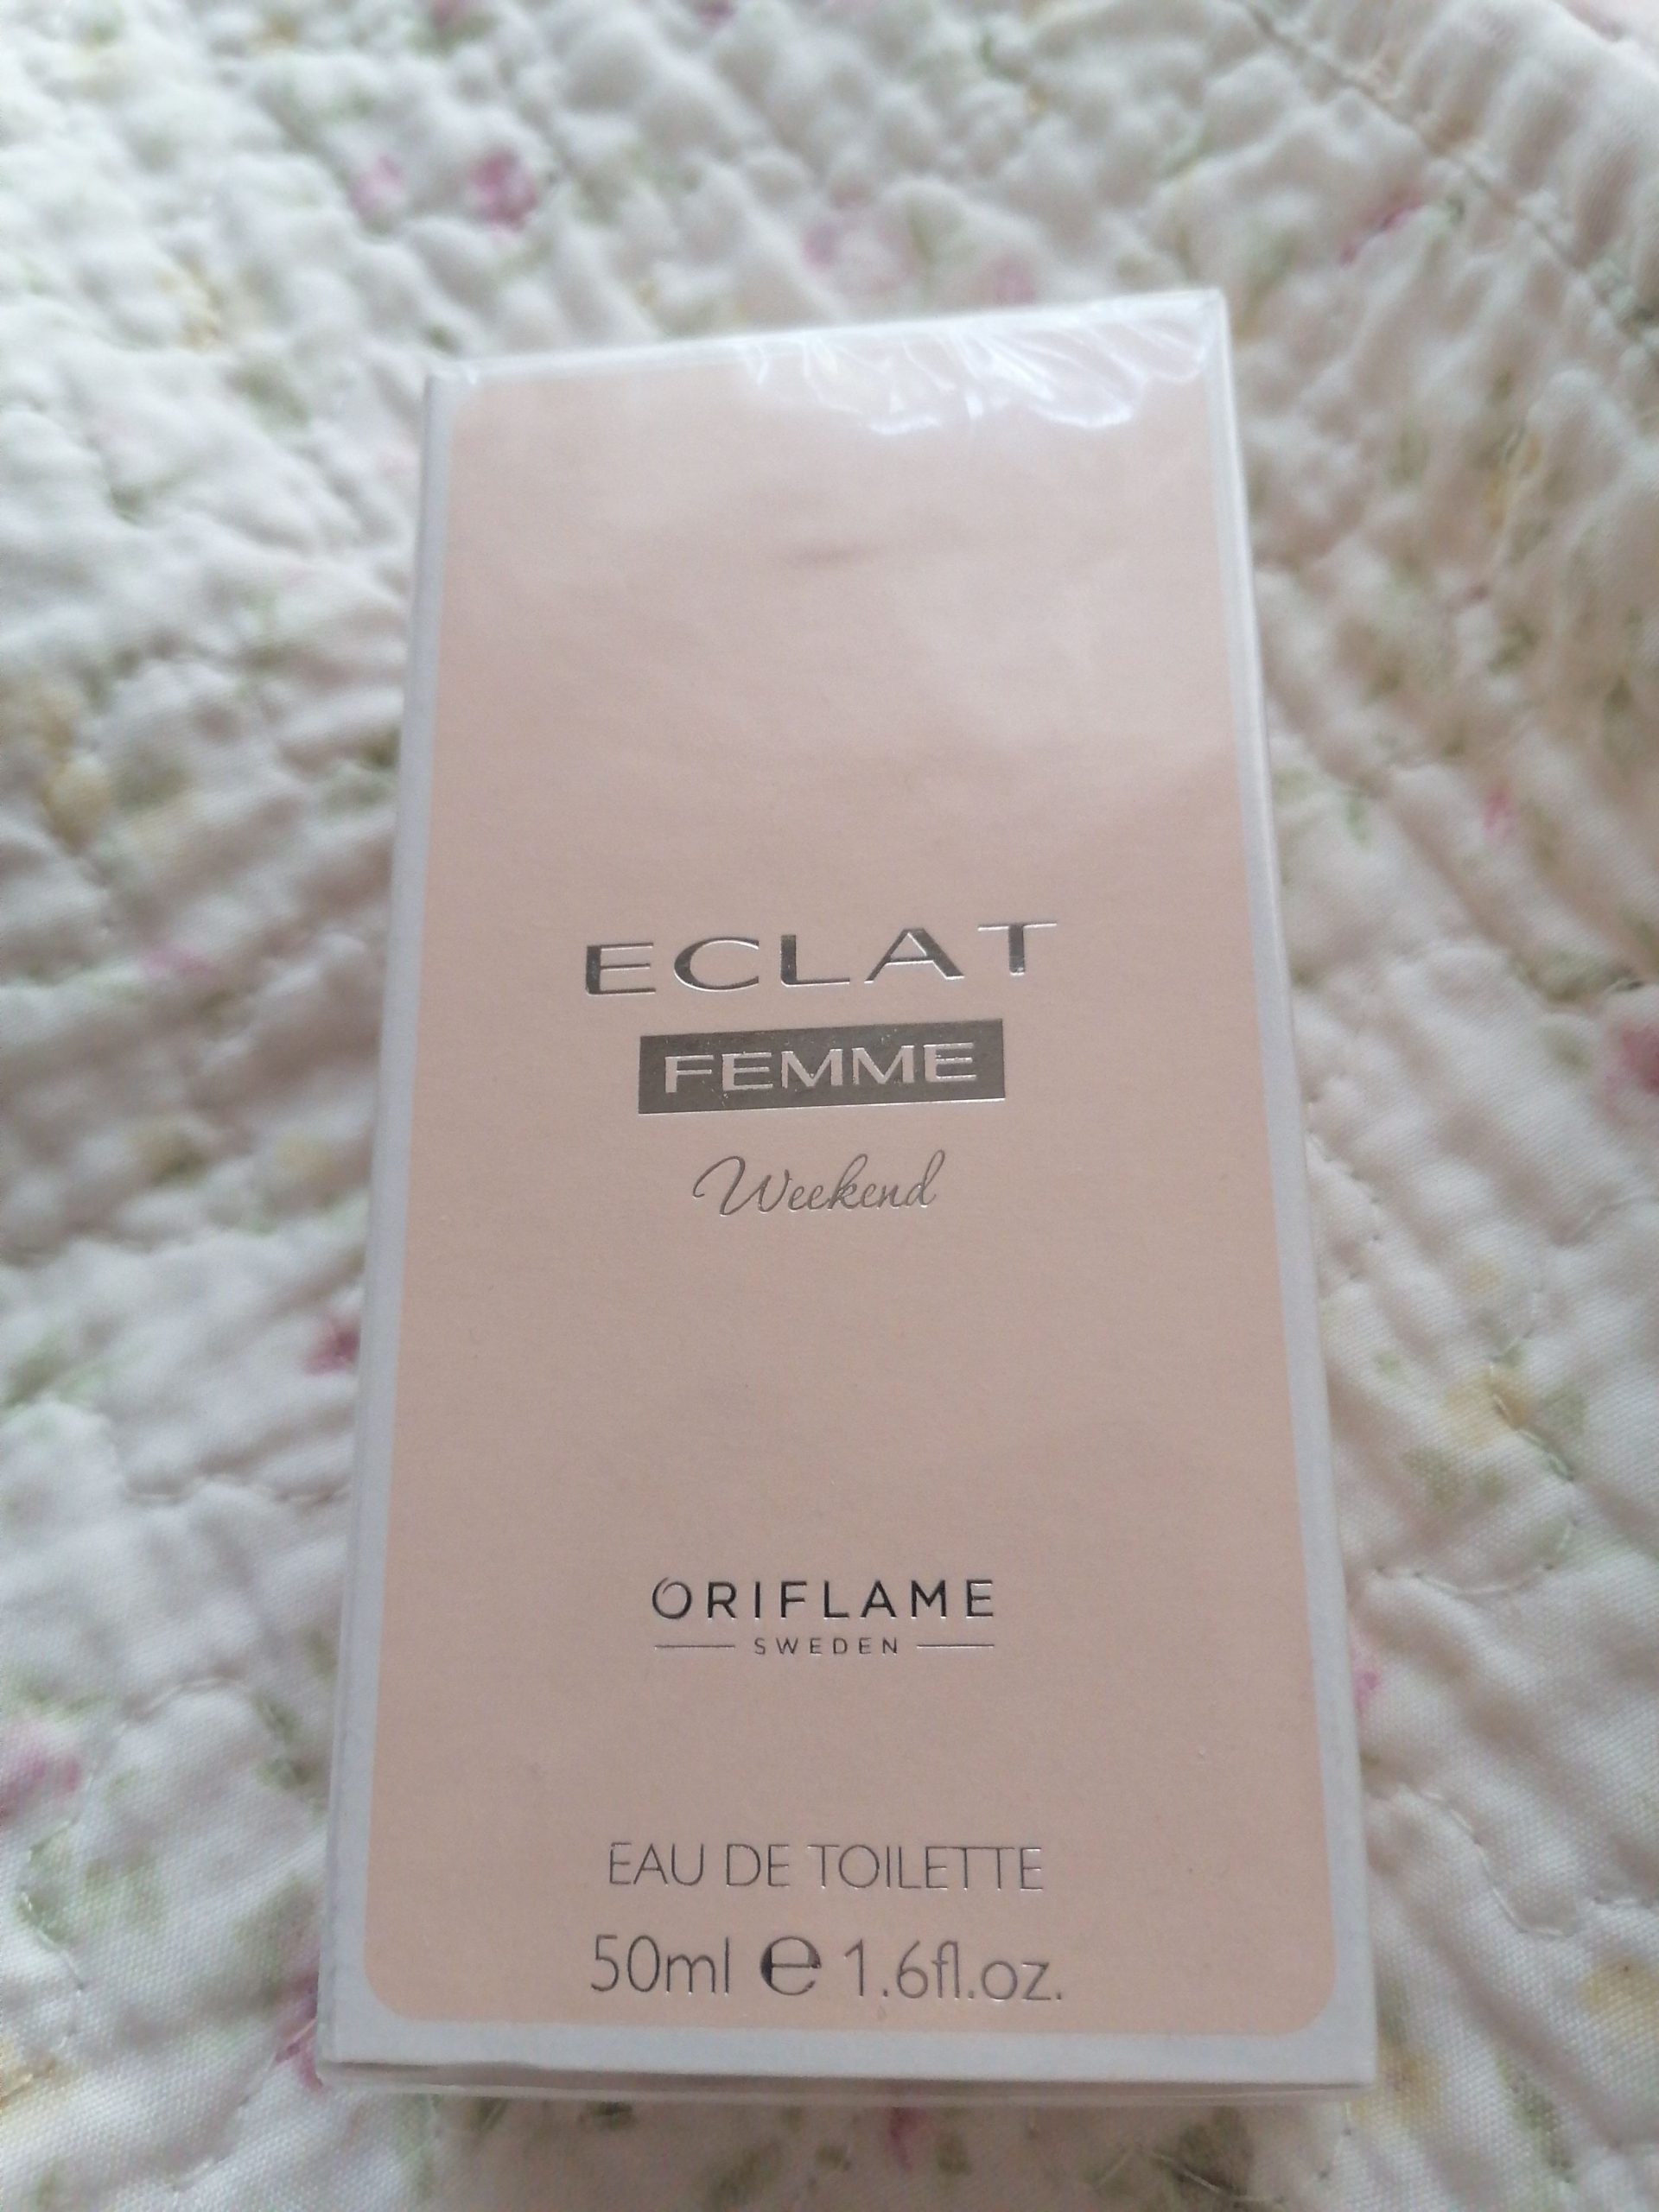 ECLAT
FEMME
Weekend
ORIFLAME
SWEDEN
EAU DE TOILETTE
50ml e 1.6fl.oz.